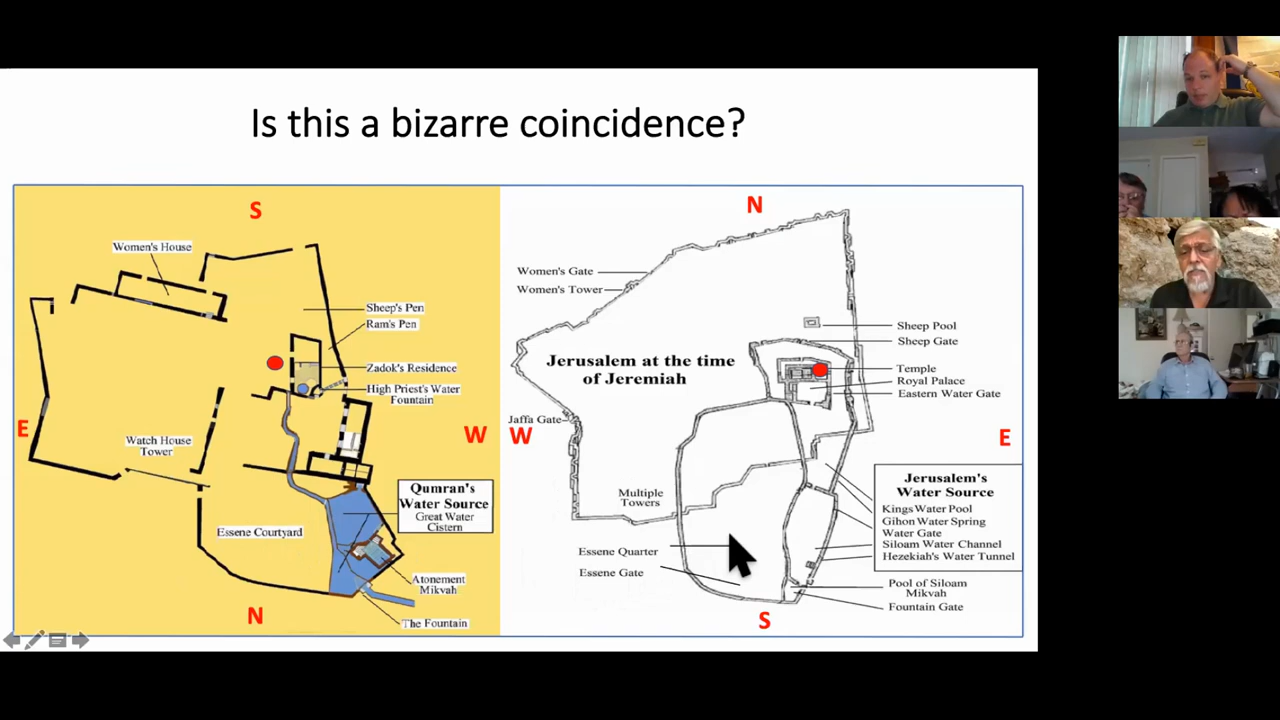 Is this a bizarre coincidence?
S
Women's House
Sheep's Pen
Ram's Pen
Zadok's Residence
High Priest's Water
Fountain
E
W
Watch House
Tower
Qumran's
Water Source
Great Water
Cistern
Essene Courtyard
Atonement
Mikvah
N
The Fountain
N
Women's Gate
Women's Tower
Sheep Pool
Sheep Gate
Jerusalem at the time
of Jeremiah
Temple
Royal Palace
Eastern Water Gate
Jaffa Gate
W
E
Multiple
Towers
Jerusalem's
Water Source
Kings Water Pool
Gihon Water Spring
Water Gate
Siloam Water Channel
Hezekiah's Water Tunnel
Essene Quarter
Essene Gate
Pool of Siloam
Mikvah
Fountain Gate
S